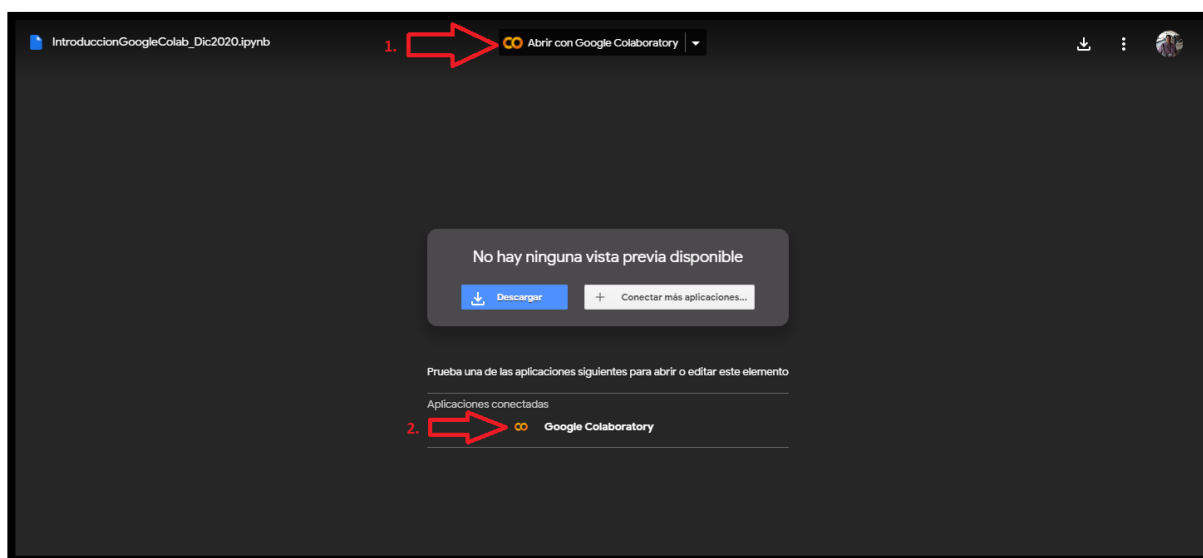 IntroduccionGoogleColab_Dic2020.ipynb
1.
Abrir con Google Colaboratory
No hay ninguna vista previa disponible
Descargar
+ Conectar más aplicaciones...
Prueba una de las aplicaciones siguientes para abrir o editar este elemento
Aplicaciones conectadas
2.
Google Colaboratory